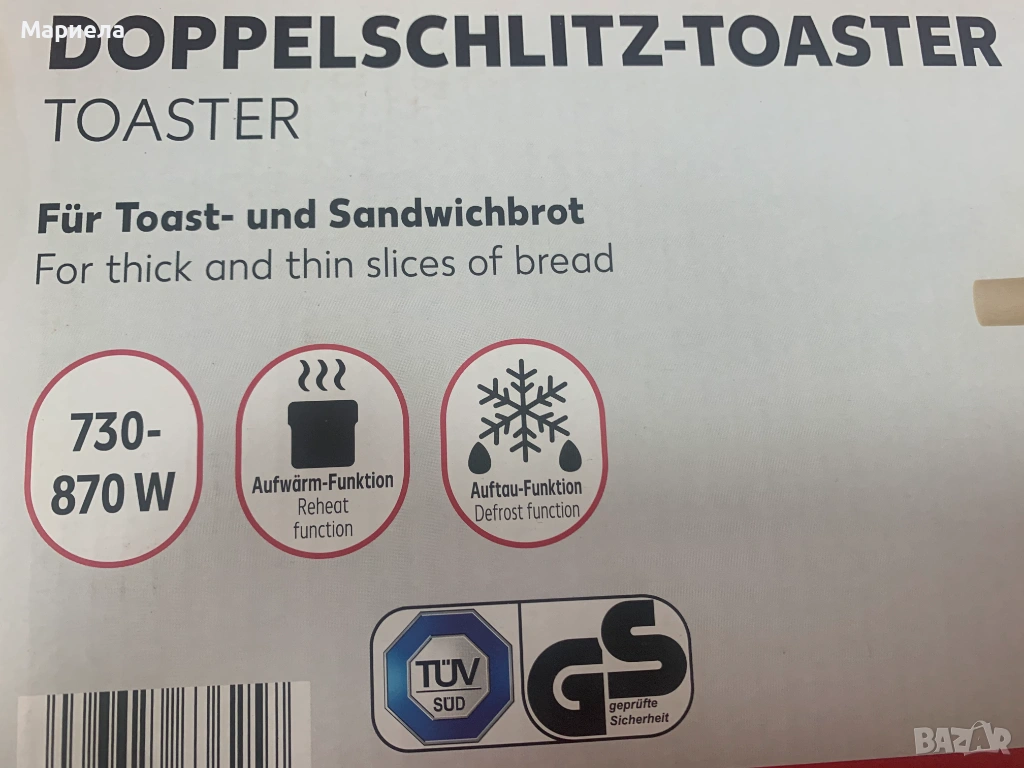 Мариела
DOPPELSCHLITZ-TOASTER
TOASTER
Für Toast- und Sandwichbrot
For thick and thin slices of bread
730-
870 W
Aufwärm-Funktion
Reheat
function
Auftau-Funktion
Defrost function
TÜV
SÜD
GS
geprüfte
Sicherheit
BAZAR